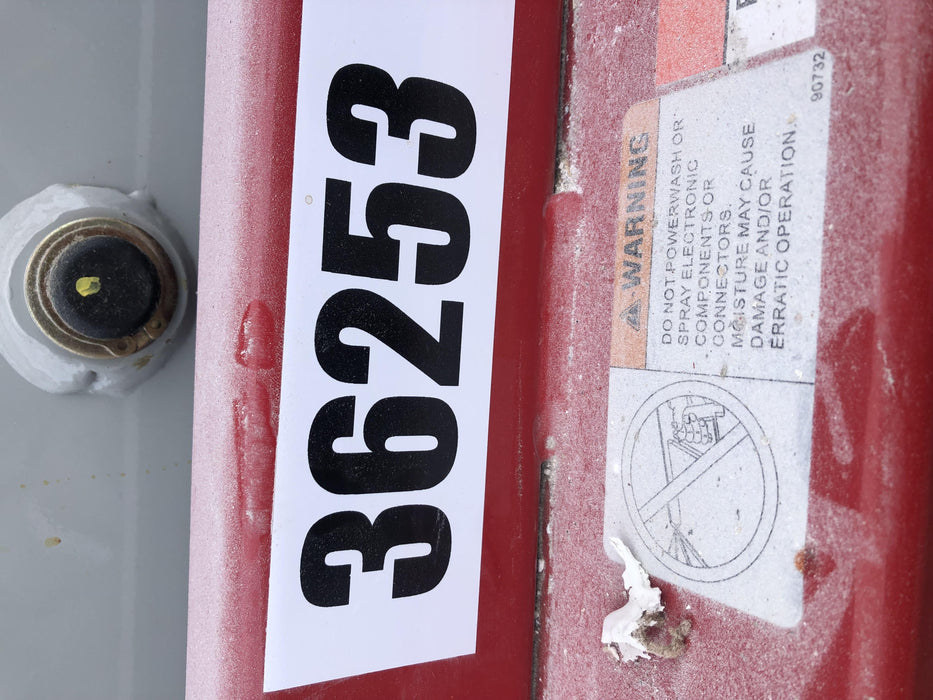 36253
WARNING
DO NOT POWERWASH OR
SPRAY ELECTRONIC
COMPONENTS OR
CONNECTORS.
MOISTURE MAY CAUSE
DAMAGE AND/OR
ERRATIC OPERATION.
90732